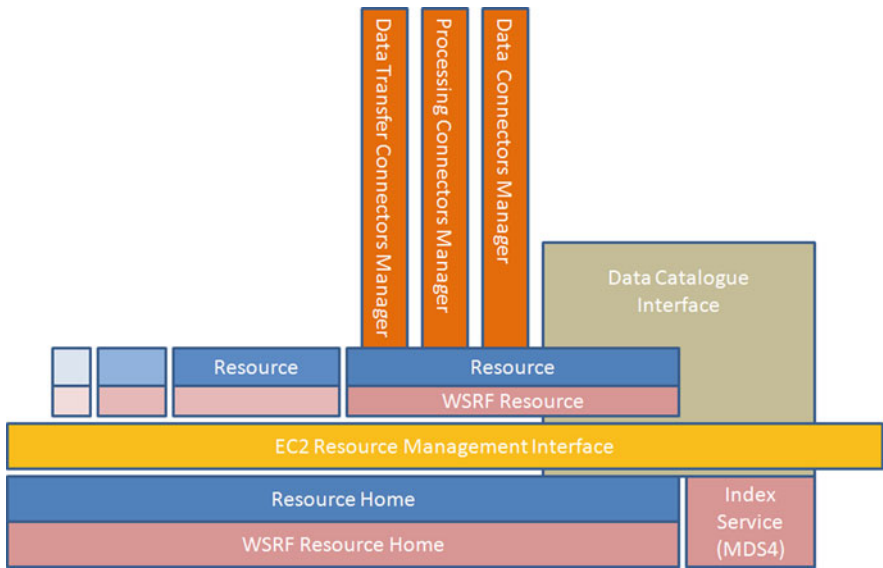 Data Transfer Connectors Manager
Processing Connectors Manager
Data Connectors Manager
Data Catalogue
Interface
Resource
Resource
WSRF Resource
EC2 Resource Management Interface
Resource Home
WSRF Resource Home
Index
Service
(MDS4)